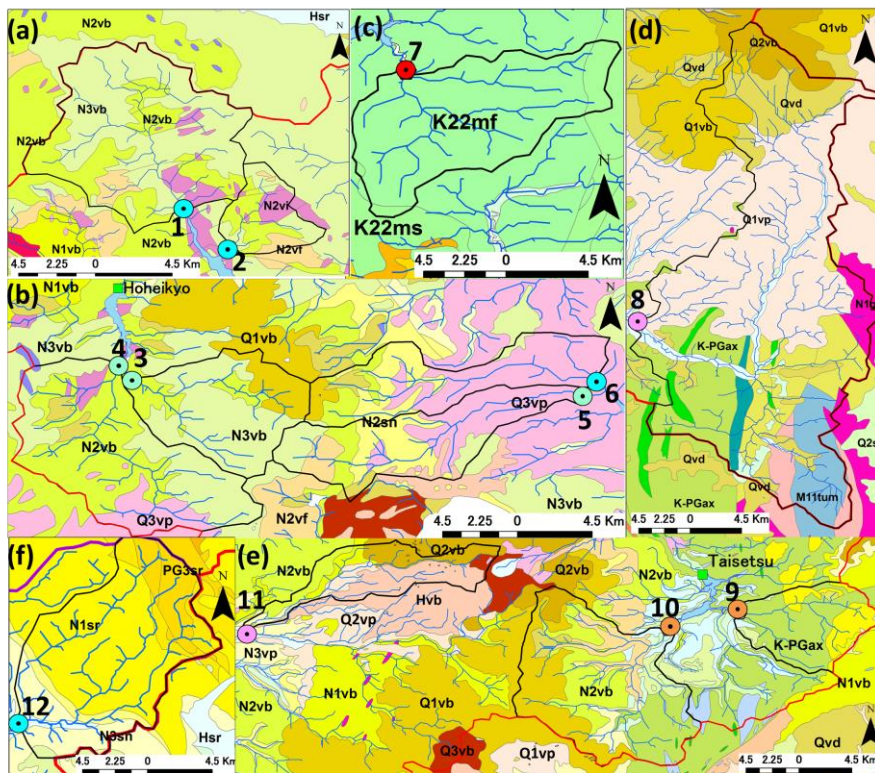 (a)
N2vb
Hsr
N
N3vb
N2vb
N2vb
1
N2vf
2
N1vb
N2vb
N2vf
4.5 2.25 0 4.5 Km
(c)
7
K22mf
N
K22ms
4.5 2.25 0 4.5 Km
(d)
Q2vb
Q1vb
N
Qvd
Qvd
Q1vb
Q1vp
8
K-PGax
Qvd
Qvd
K-PGax
M11tum
4.5 2.25 0 4.5 Km
(b)
N1vb
Hoheikyo
N
Q1vb
N3vb
4
3
6
5
N2sn
Q3vp
N3vb
N2vb
Q3vp
N2vf
N3vb
4.5 2.25 0 4.5 Km
(f)
PG3sr
N
N1sr
12
N3sn
Hsr
4.5 2.25 0 4.5 Km
(e)
Q2vb
N
N2vb
Q2vb
N2vb
Taisetsu
11
Hvb
9
Q2vp
10
K-PGax
N3vp
N1vb
N2vb
N2vb
Q1vb
N1vb
Q3vb
Q1vp
Qvd
4.5 2.25 0 4.5 Km